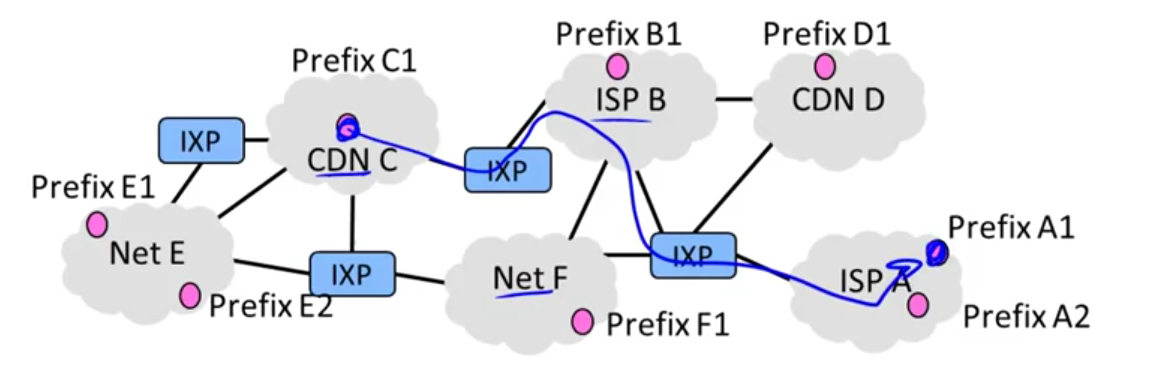 Prefix B1
Prefix D1
Prefix C1
ISP B
CDN D
IXP
CDN C
IXP
Prefix E1
Net E
IXP
Prefix E2
Net F
IXP
ISP A
Prefix A1
Prefix F1
Prefix A2